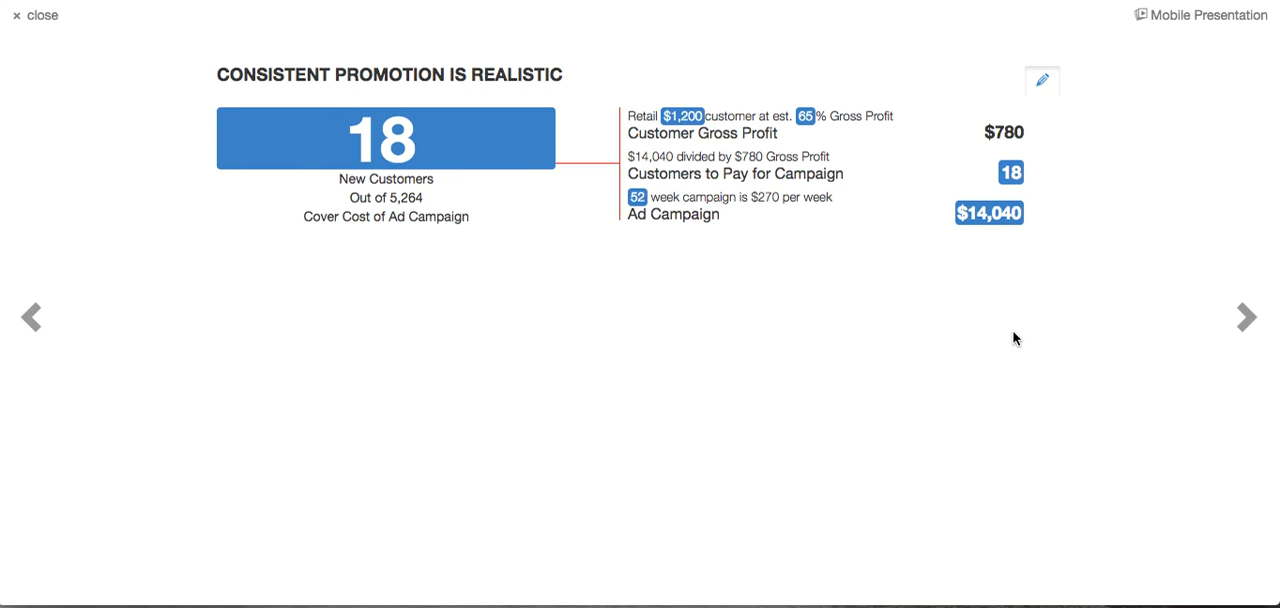 × close
Mobile Presentation
CONSISTENT PROMOTION IS REALISTIC
18
New Customers
Out of 5,264
Cover Cost of Ad Campaign
Retail $1,200 customer at est. 65 % Gross Profit
Customer Gross Profit $780
$14,040 divided by $780 Gross Profit
Customers to Pay for Campaign 18
52 week campaign is $270 per week
Ad Campaign $14,040